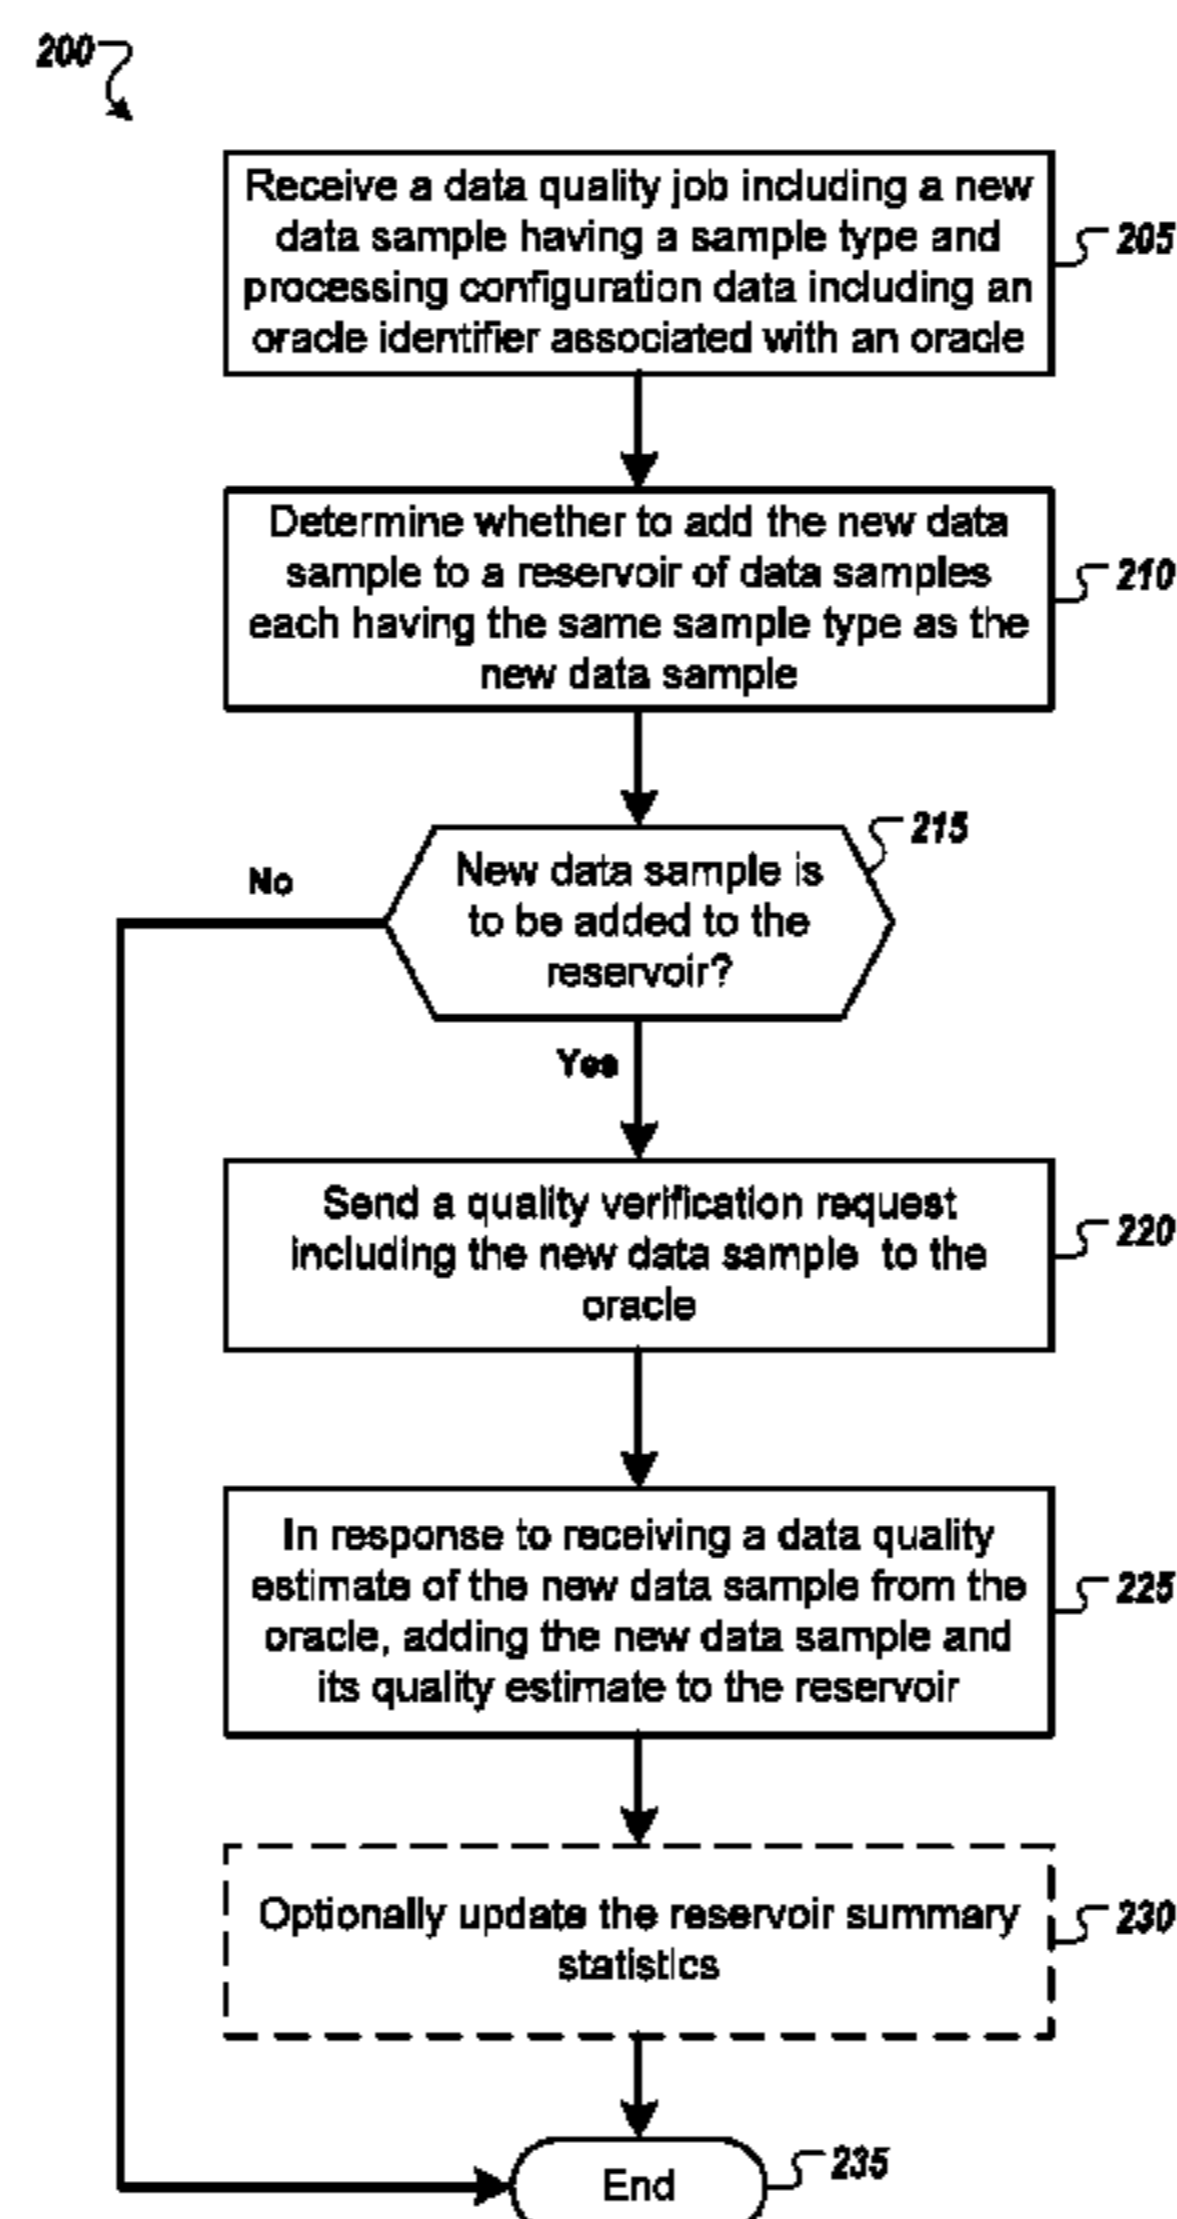 200
Receive a data quality job including a new
data sample having a sample type and
processing configuration data including an
oracle identifier associated with an oracle
205
Determine whether to add the new data
sample to a reservoir of data samples
each having the same sample type as the
new data sample
210
New data sample is
to be added to the
reservoir?
215
No
Yes
Send a quality verification request
including the new data sample to the
oracle
220
In response to receiving a data quality
estimate of the new data sample from the
oracle, adding the new data sample and
its quality estimate to the reservoir
225
Optionally update the reservoir summary
statistics
230
End
235